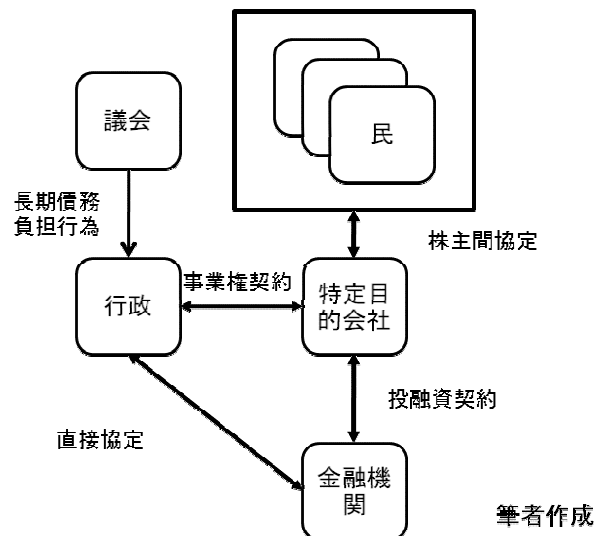 議会
民
長期債務
負担行為
株主間協定
行政
事業権契約
特定目
的会社
投融資契約
直接協定
金融機
関
筆者作成